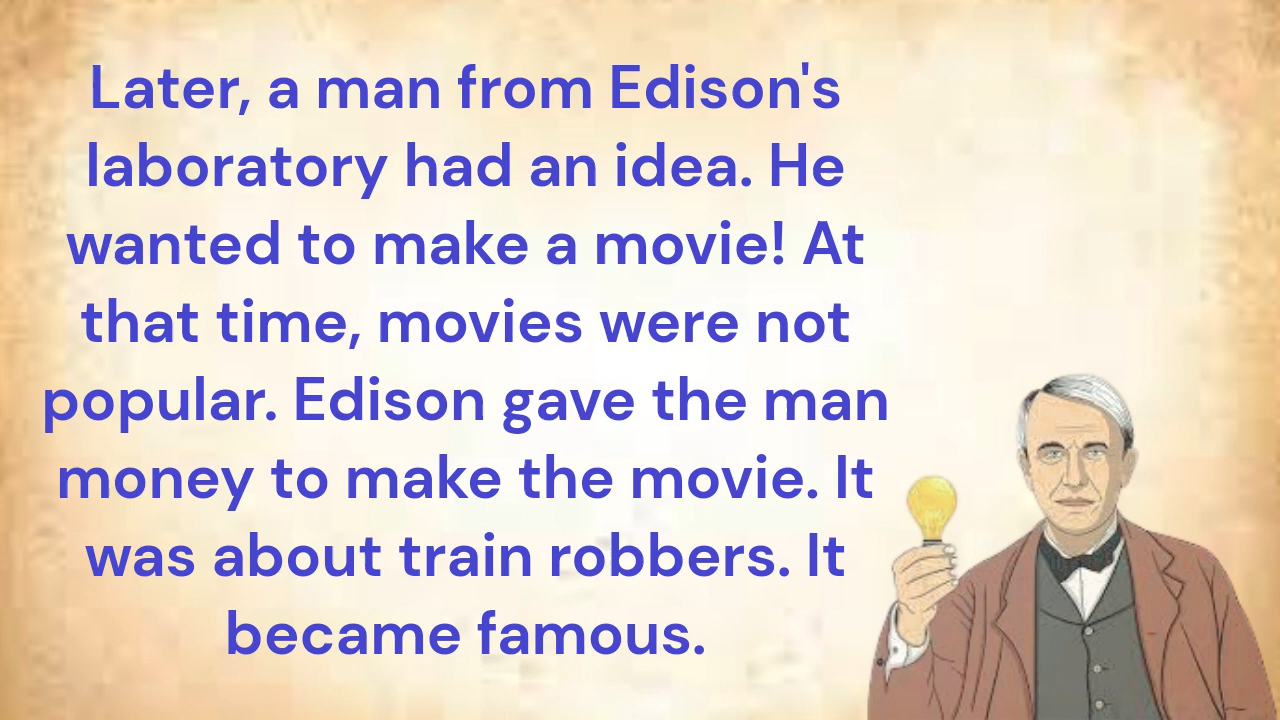 Later, a man from Edison's
laboratory had an idea. He
wanted to make a movie! At
that time, movies were not
popular. Edison gave the man
money to make the movie. It
was about train robbers. It
became famous.